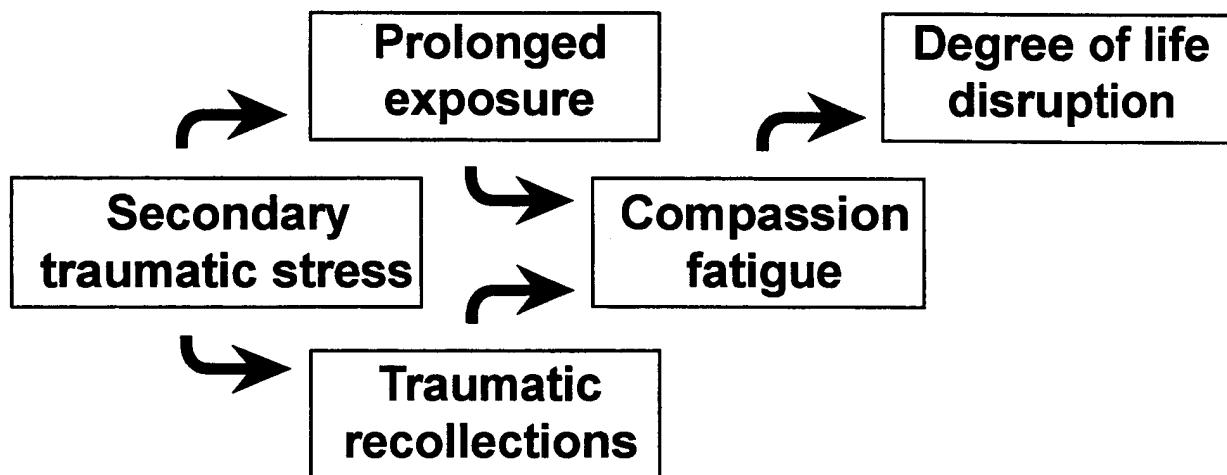 Prolonged
exposure
Degree of life
disruption
Secondary
traumatic stress
Compassion
fatigue
Traumatic
recollections